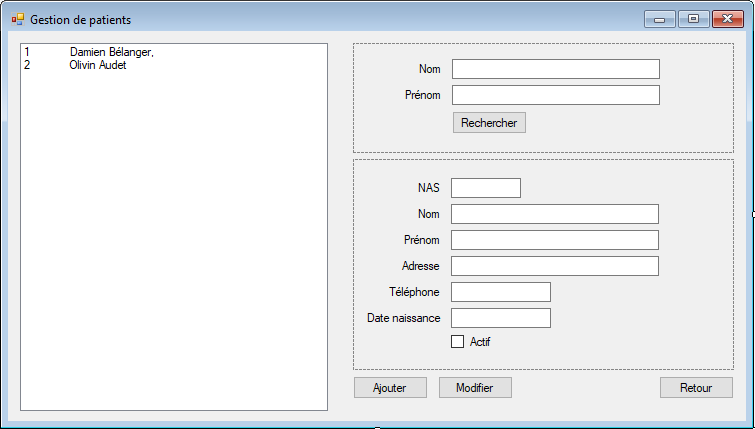 Gestion de patients
1 Damien Bélanger,
2 Olivin Audet
Nom
Prénom
Rechercher
NAS
Nom
Prénom
Adresse
Téléphone
Date naissance
Actif
Ajouter Modifier Retour